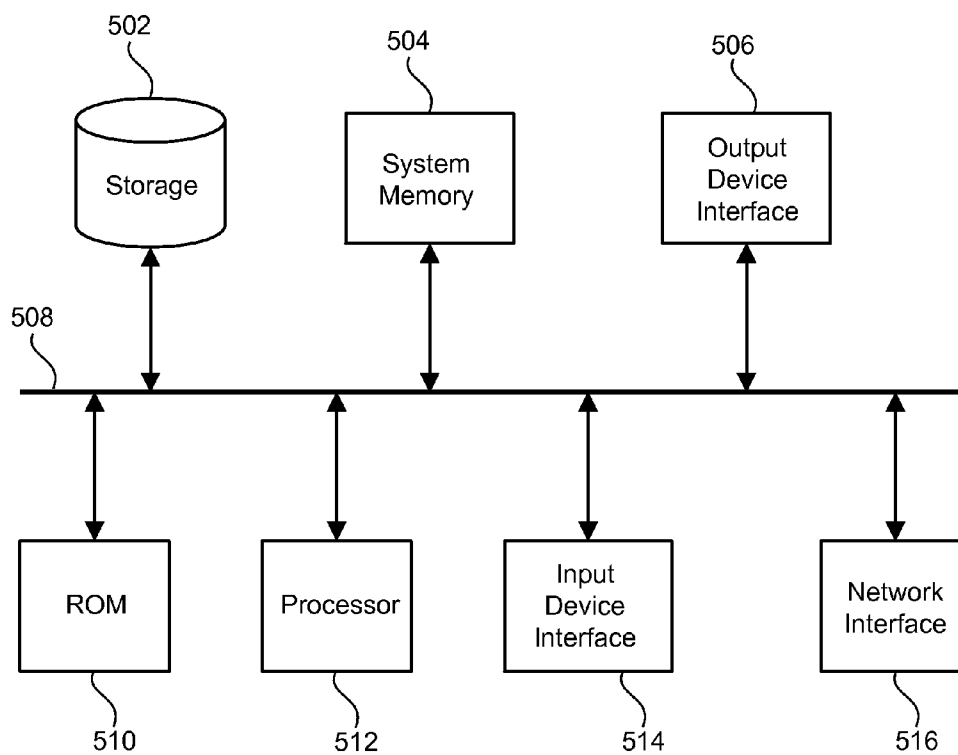 502
504
506
Storage
System
Memory
Output
Device
Interface
508
ROM
Processor
Input
Device
Interface
Network
Interface
510
512
514
516